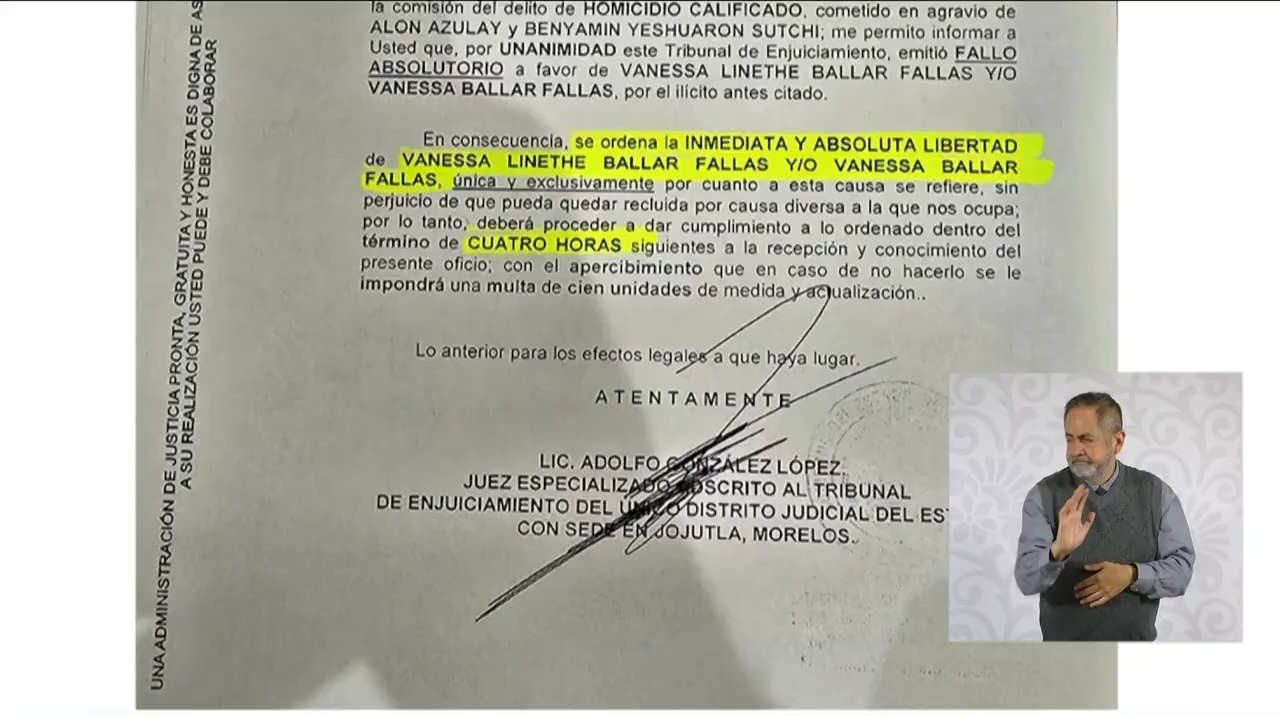 la comisión del delito de HOMICIDIO CALIFICADO, cometido en agravio de
ALON AZULAY y BENYAMIN YESHUARON SUTCHI; me permito informar a
Usted que, por UNANIMIDAD este Tribunal de Enjuiciamiento, emitió FALLO
ABSOLUTORIO a favor de VANESSA LINETHE BALLAR FALLAS Y/O
VANESSA BALLAR FALLAS, por el ilícito antes citado.
En consecuencia, se ordena la INMEDIATA Y ABSOLUTA LIBERTAD
de VANESSA LINETHE BALLAR FALLAS Y/O VANESSA BALLAR
FALLAS, única y exclusivamente por cuanto a esta causa se refiere, sin
perjuicio de que pueda quedar recluida por causa diversa a la que nos ocupa;
por lo tanto, deberá proceder a dar cumplimiento a lo ordenado dentro del
término de CUATRO HORAS siguientes a la recepción y conocimiento del
presente oficio; con el apercibimiento que en caso de no hacerlo se le
impondrá una multa de cien unidades de medida y actualización..
Lo anterior para los efectos legales a que haya lugar.
ATENTAMENTE
LIC. ADOLFO GONZÁLEZ LÓPEZ.
JUEZ ESPECIALIZADO ADSCRITO AL TRIBUNAL
DE ENJUICIAMIENTO DEL ÚNICO DISTRITO JUDICIAL DEL ES
CON SEDE EN JOJUTLA, MORELOS.
UNA ADMINISTRACIÓN DE JUSTICIA PRONTA, GRATUITA Y HONESTA ES DIGNA DE AS
A SU REALIZACIÓN USTED PUEDE Y DEBE COLABORAR